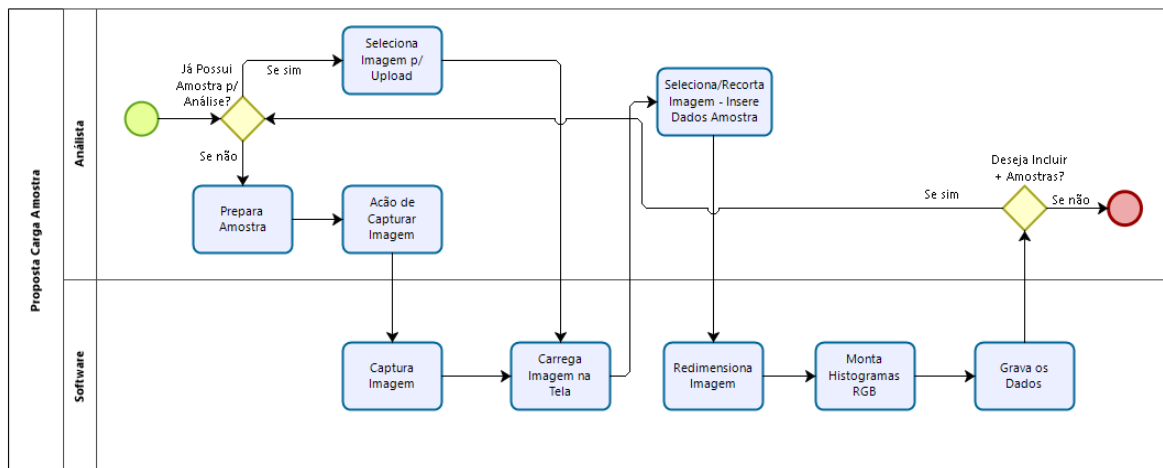 Proposta Carga Amostra
Análista
Software
Já Possui
Amostra p/
Análise?
Se sim
Seleciona
Imagem p/
Upload
Se não
Prepara
Amostra
Acão de
Capturar
Imagem
Captura
Imagem
Carrega
Imagem na
Tela
Seleciona/Recorta
Imagem - Insere
Dados Amostra
Redimensiona
Imagem
Monta
Histogramas
RGB
Grava os
Dados
Deseja Incluir
+ Amostras?
Se sim
Se não